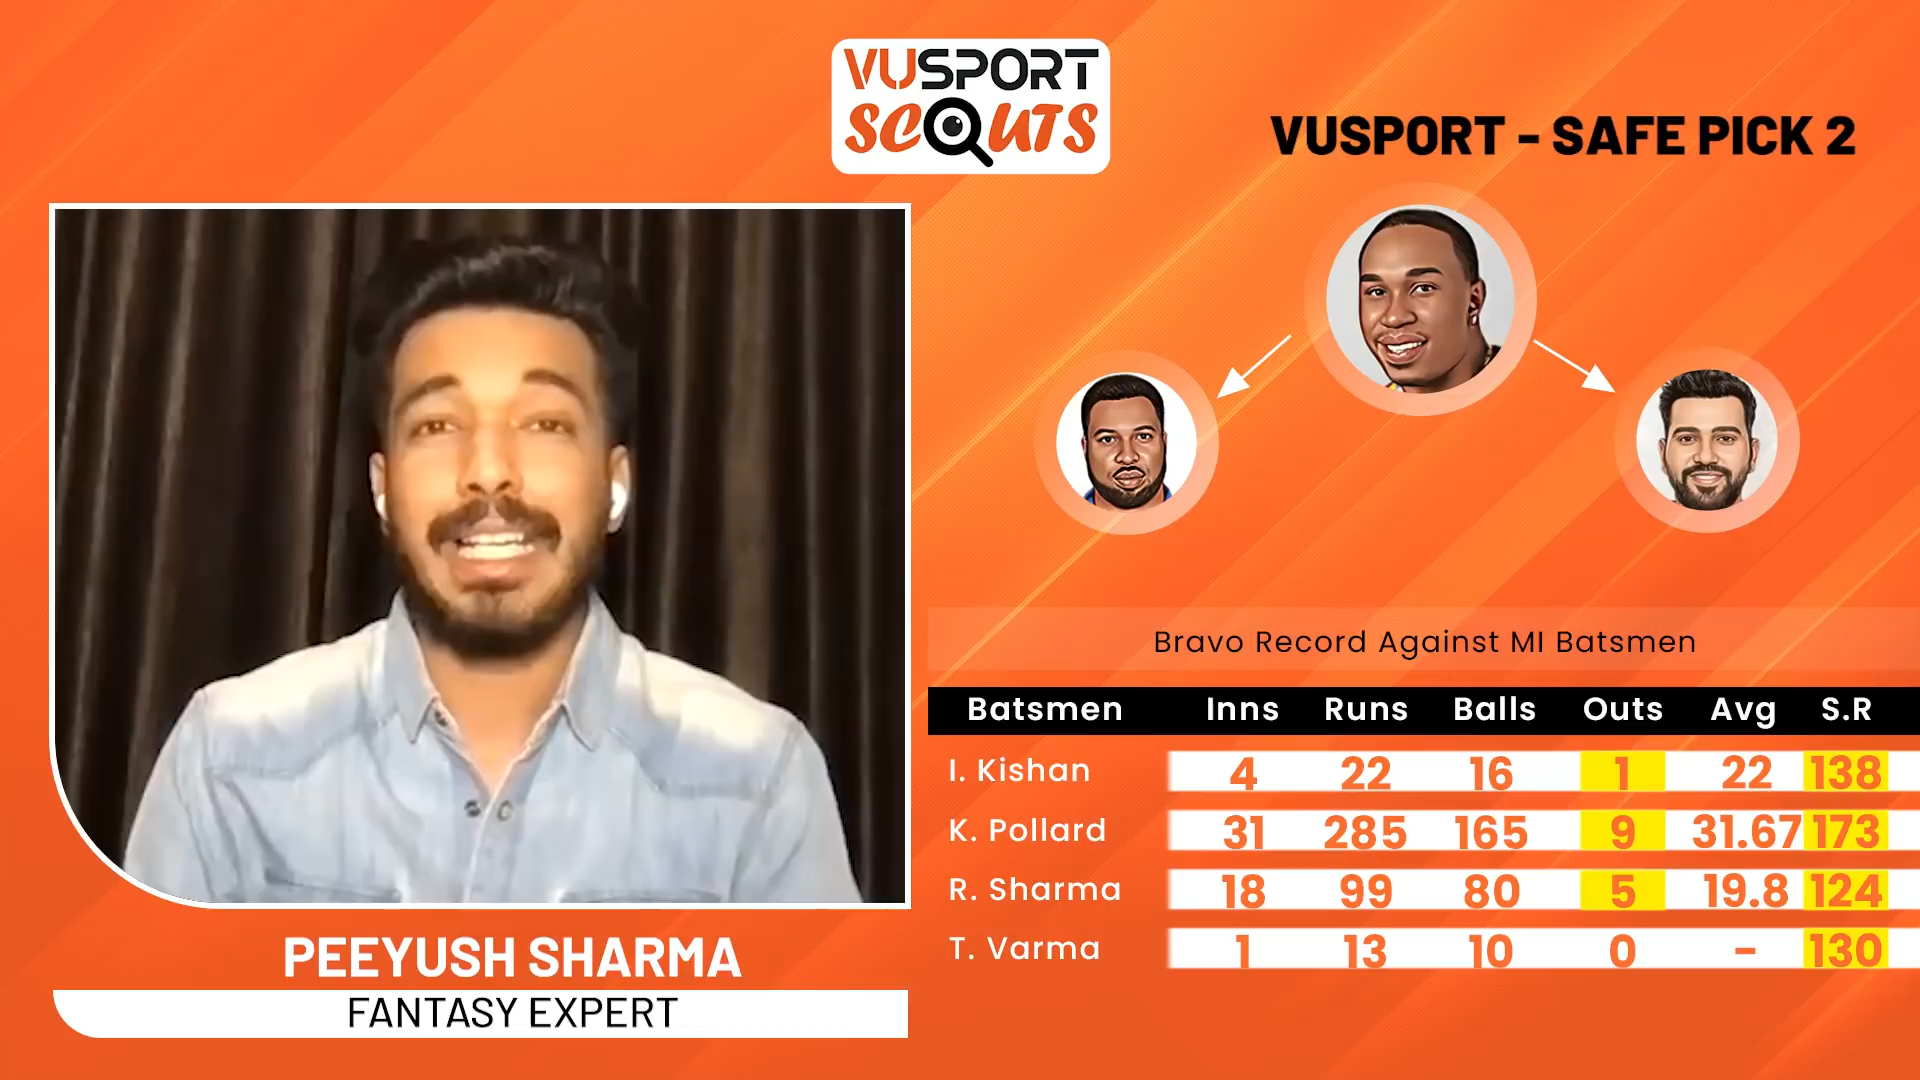 VUSPORT
SCOUTS
VUSPORT - SAFE PICK 2
Bravo Record Against MI Batsmen
Batsmen Inns Runs Balls Outs Avg S.R
I. Kishan 4 22 16 1 22 138
K. Pollard 31 285 165 9 31.67 173
R. Sharma 18 99 80 5 19.8 124
T. Varma 1 13 10 0 - 130
PEEYUSH SHARMA
FANTASY EXPERT